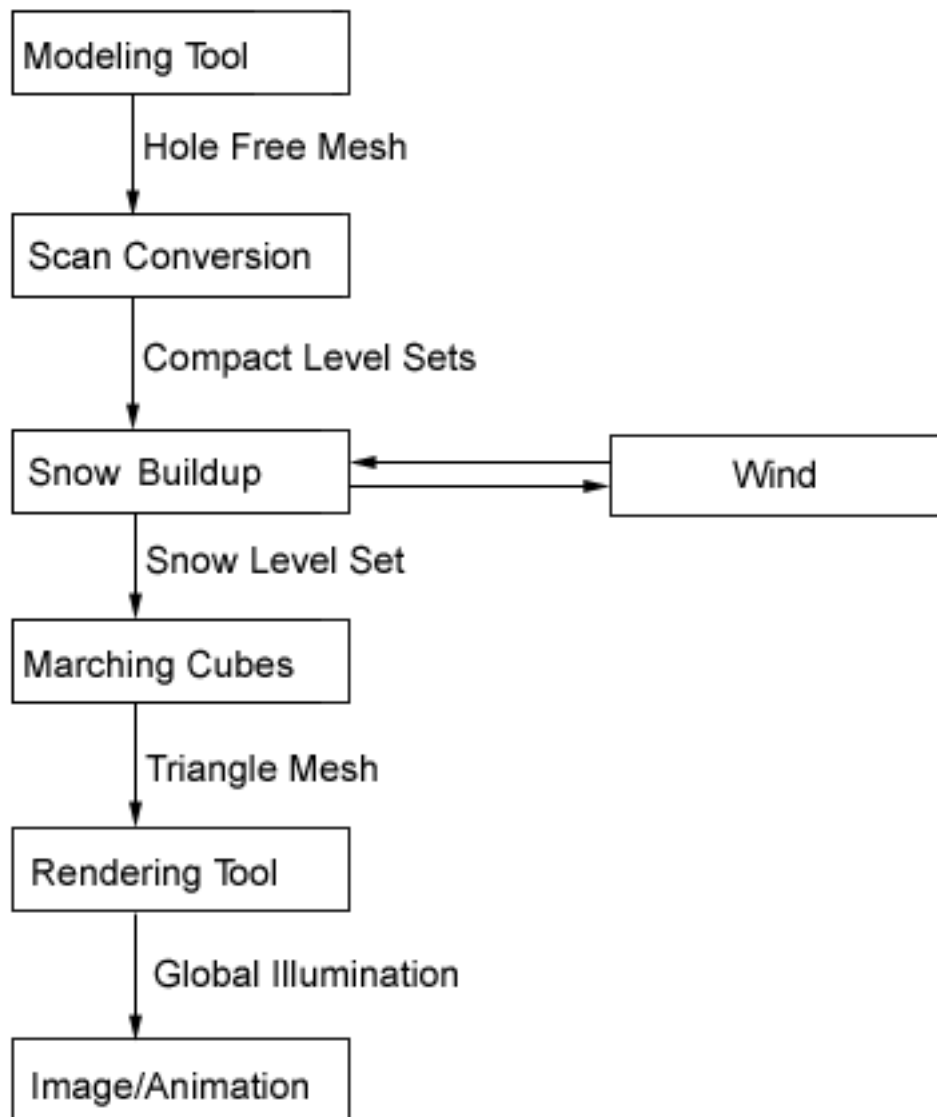 Modeling Tool
Hole Free Mesh
Scan Conversion
Compact Level Sets
Snow Buildup
Wind
Snow Level Set
Marching Cubes
Triangle Mesh
Rendering Tool
Global Illumination
Image/Animation